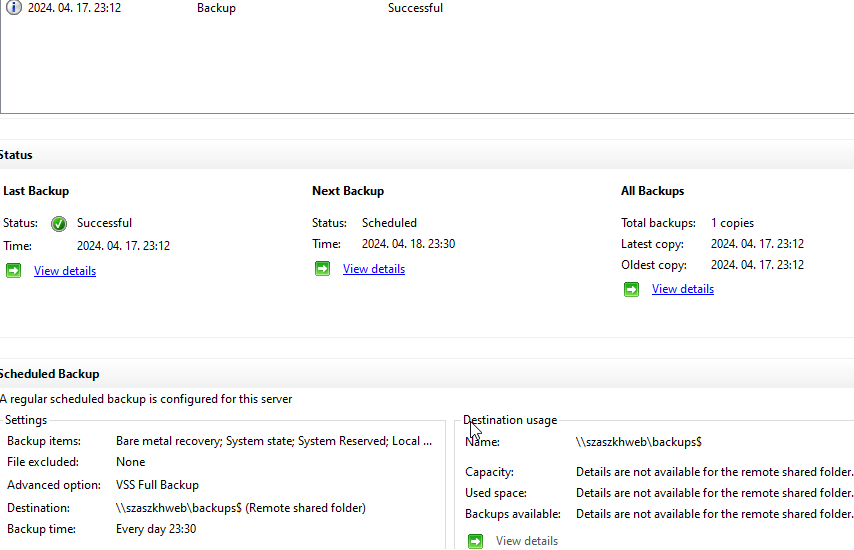 2024. 04. 17. 23:12 Backup Successful
Status
Last Backup Next Backup All Backups
Status: Successful Status: Scheduled Total backups: 1 copies
Time: 2024. 04. 17. 23:12 Time: 2024. 04. 18. 23:30 Latest copy: 2024. 04. 17. 23:12
View details View details Oldest copy: 2024. 04. 17. 23:12
View details
Scheduled Backup
A regular scheduled backup is configured for this server
Settings
Backup items: Bare metal recovery; System state; System Reserved; Local ...
File excluded: None
Advanced option: VSS Full Backup
Destination: \\szaszkhweb\backups$ (Remote shared folder)
Backup time: Every day 23:30
Destination usage
Name: \\szaszkhweb\backups$
Capacity: Details are not available for the remote shared folder.
Used space: Details are not available for the remote shared folder.
Backups available: Details are not available for the remote shared folder.
View details